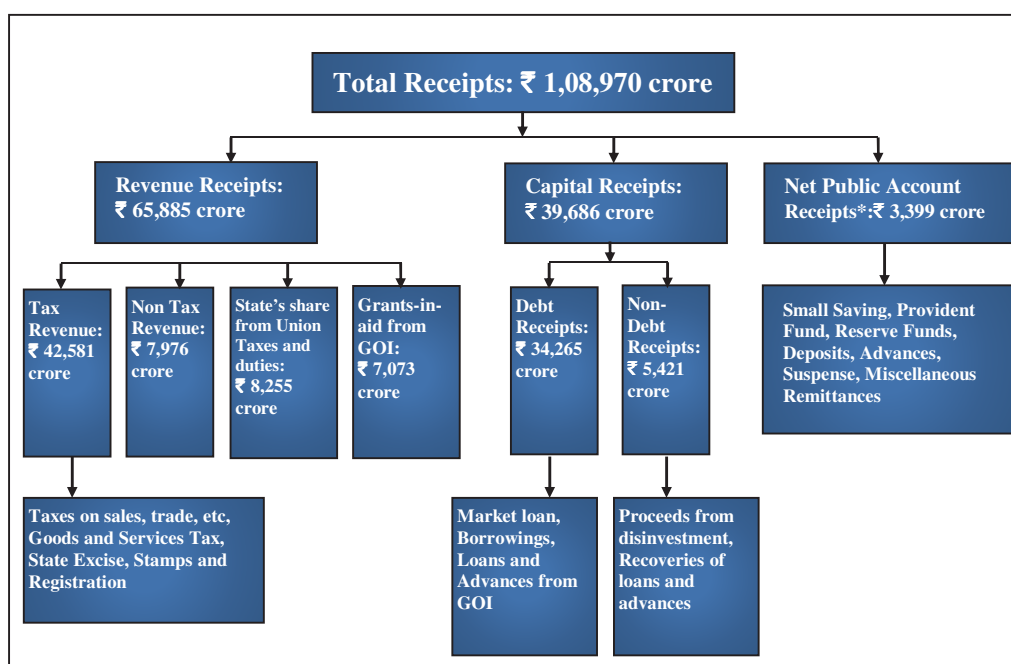 Total Receipts: ₹ 1,08,970 crore
Revenue Receipts:
₹ 65,885 crore
Capital Receipts:
₹ 39,686 crore
Net Public Account
Receipts*:₹ 3,399 crore
Tax
Revenue:
₹ 42,581
crore
Non Tax
Revenue:
₹ 7,976
crore
State's share
from Union
Taxes and
duties:
₹ 8,255
crore
Grants-in-
aid from
GOI:
₹ 7,073
crore
Debt
Receipts:
₹ 34,265
crore
Non-
Debt
Receipts:
₹ 5,421
crore
Small Saving, Provident
Fund, Reserve Funds,
Deposits, Advances,
Suspense, Miscellaneous
Remittances
Taxes on sales, trade, etc,
Goods and Services Tax,
State Excise, Stamps and
Registration
Market loan,
Borrowings,
Loans and
Advances from
GOI
Proceeds from
disinvestment,
Recoveries of
loans and
advances